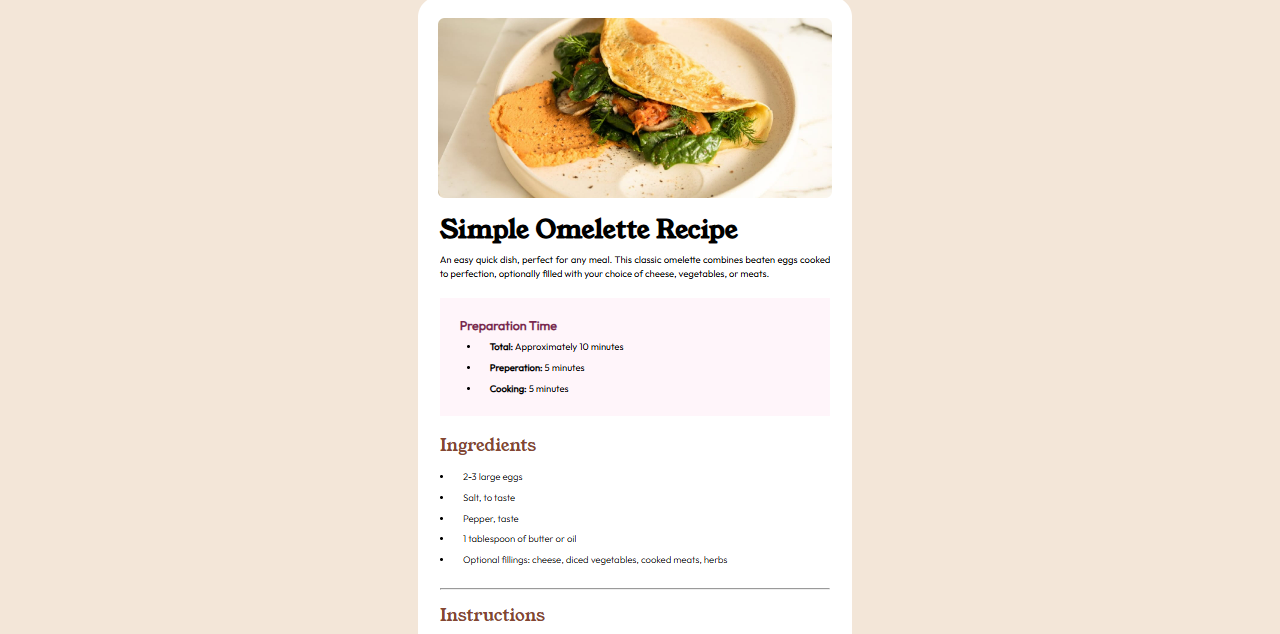 Simple Omelette Recipe
An easy quick dish, perfect for any meal. This classic omelette combines beaten eggs cooked
to perfection, optionally filled with your choice of cheese, vegetables, or meats.
Preparation Time
• Total: Approximately 10 minutes
• Preperation: 5 minutes
• Cooking: 5 minutes
Ingredients
• 2-3 large eggs
• Salt, to taste
• Pepper, taste
• 1 tablespoon of butter or oil
• Optional fillings: cheese, diced vegetables, cooked meats, herbs
Instructions